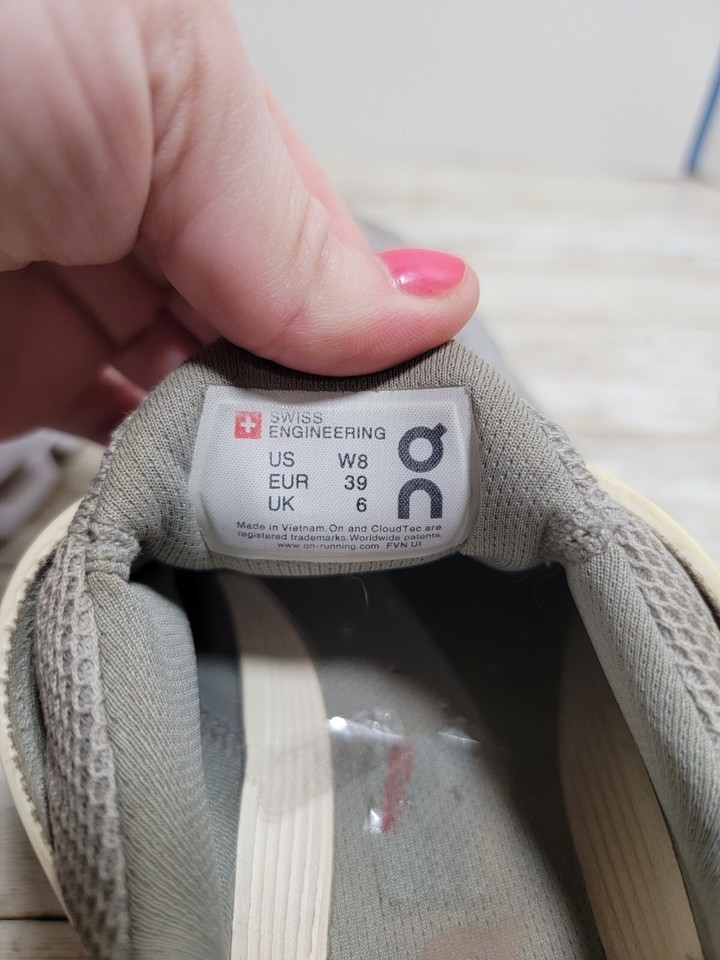 SWISS
ENGINEERING
US W8
EUR 39
UK 6
On
Made in Vietnam. On and CloudTec are
registered trademarks. Worldwide patents.
www.on-running.com FVN UI